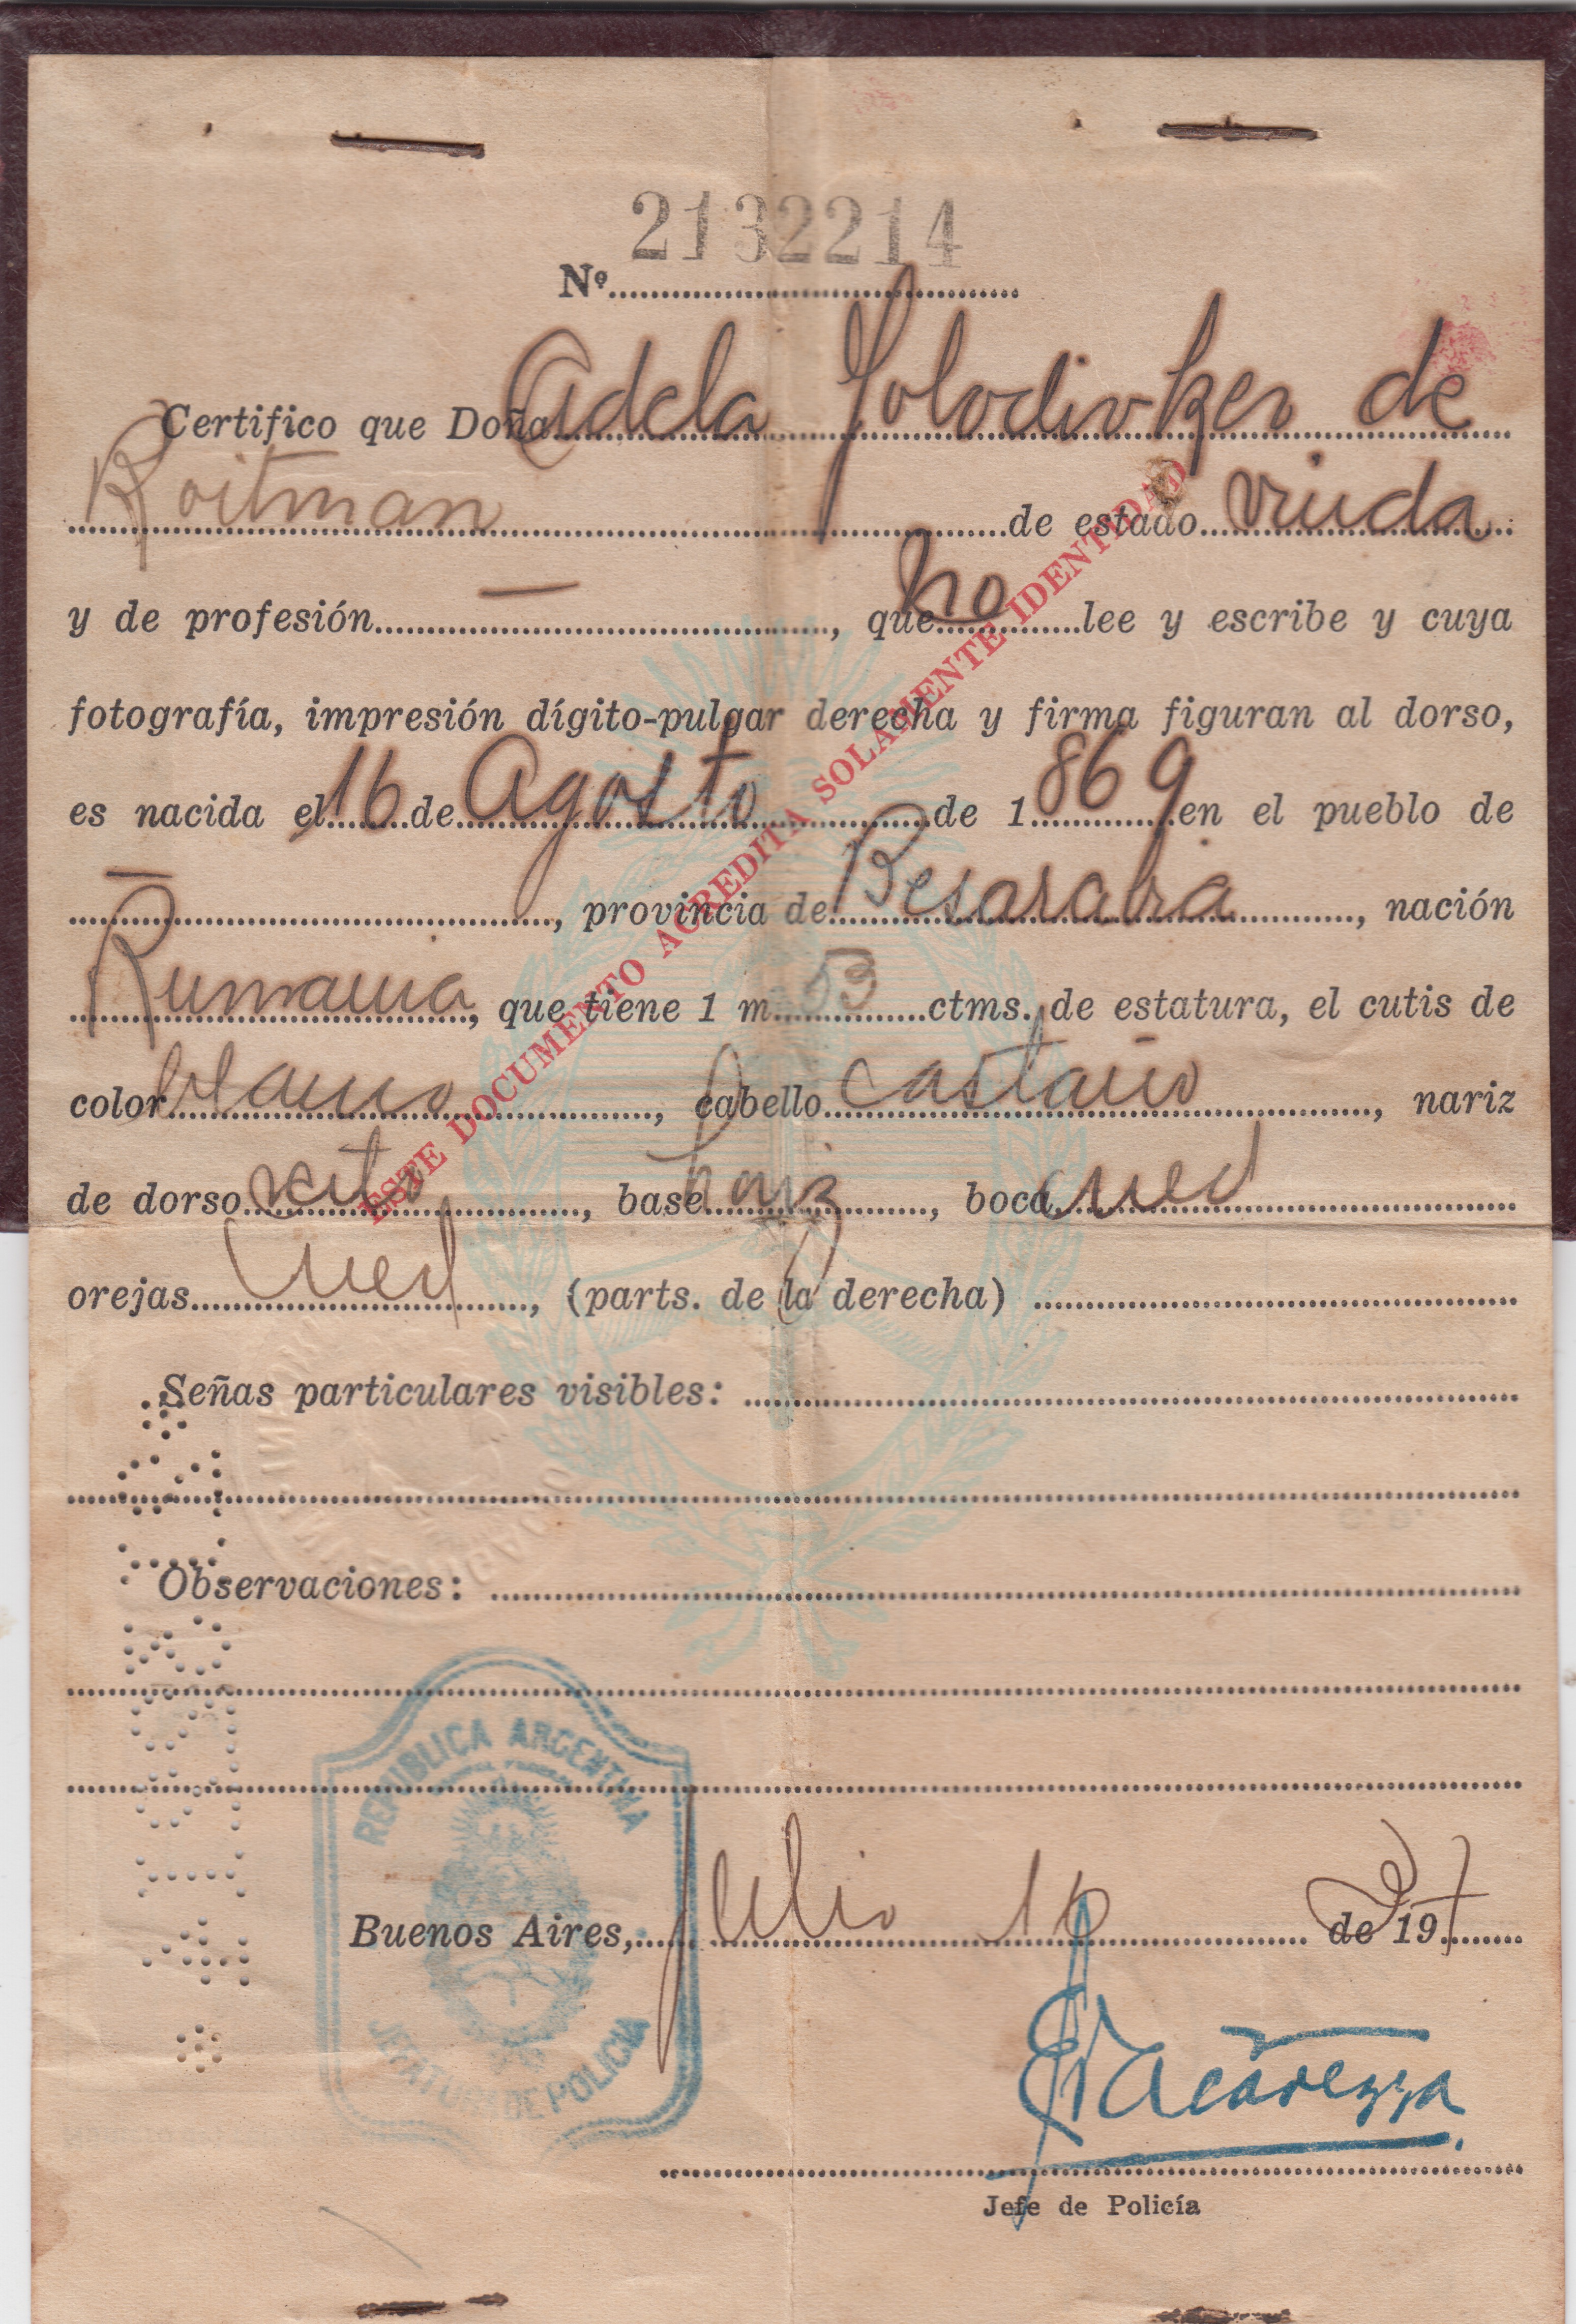 2132214
Nº
Certifico que Doña Adela Solodivker de
Roitman de estado viuda
y de profesión —, que no lee y escribe y cuya
fotografía, impresión dígito-pulgar derecha y firma figuran al dorso,
es nacida el 16 de Agosto de 1869 en el pueblo de
—, provincia de Besarabia, nación
Rumania, que tiene 1 m. 53 ctms. de estatura, el cutis de
color blanco, cabello castaño, nariz
de dorso recto, base horiz, boca med
orejas med, (parts. de la derecha)
Señas particulares visibles:
Observaciones:
ESTE DOCUMENTO ACREDITA SOLAMENTE IDENTIDAD
REPUBLICA ARGENTINA
JEFATURA DE POLICIA
Buenos Aires, Julio 16 de 19
Jefe de Policía